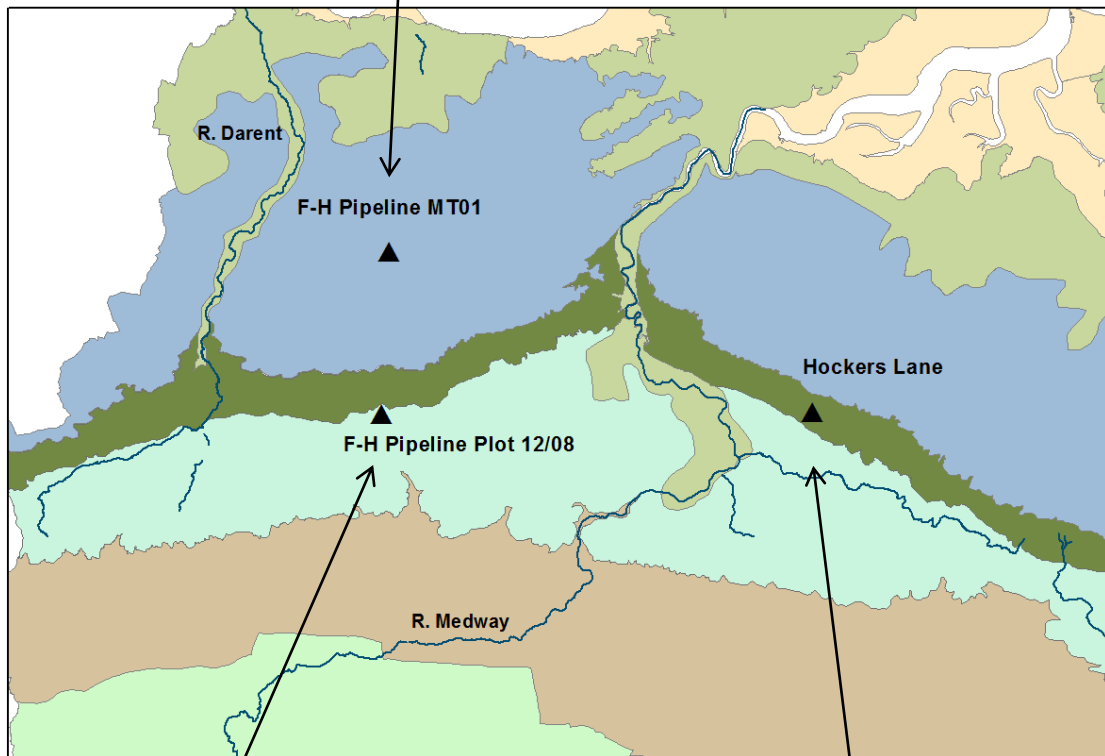 R. Darent
F-H Pipeline MT01
Hockers Lane
F-H Pipeline Plot 12/08
R. Medway